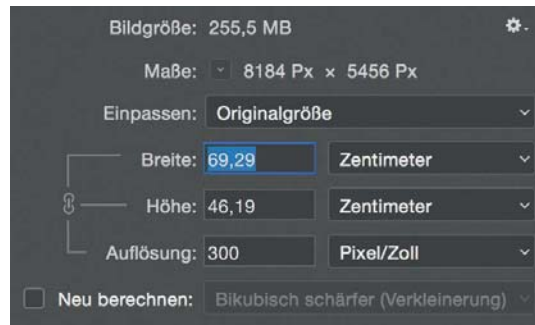 Bildgröße: 255,5 MB
Maße: 8184 Px × 5456 Px
Einpassen: Originalgröße
Breite: 69,29 Zentimeter
Höhe: 46,19 Zentimeter
Auflösung: 300 Pixel/Zoll
Neu berechnen: Bikubisch schärfer (Verkleinerung)